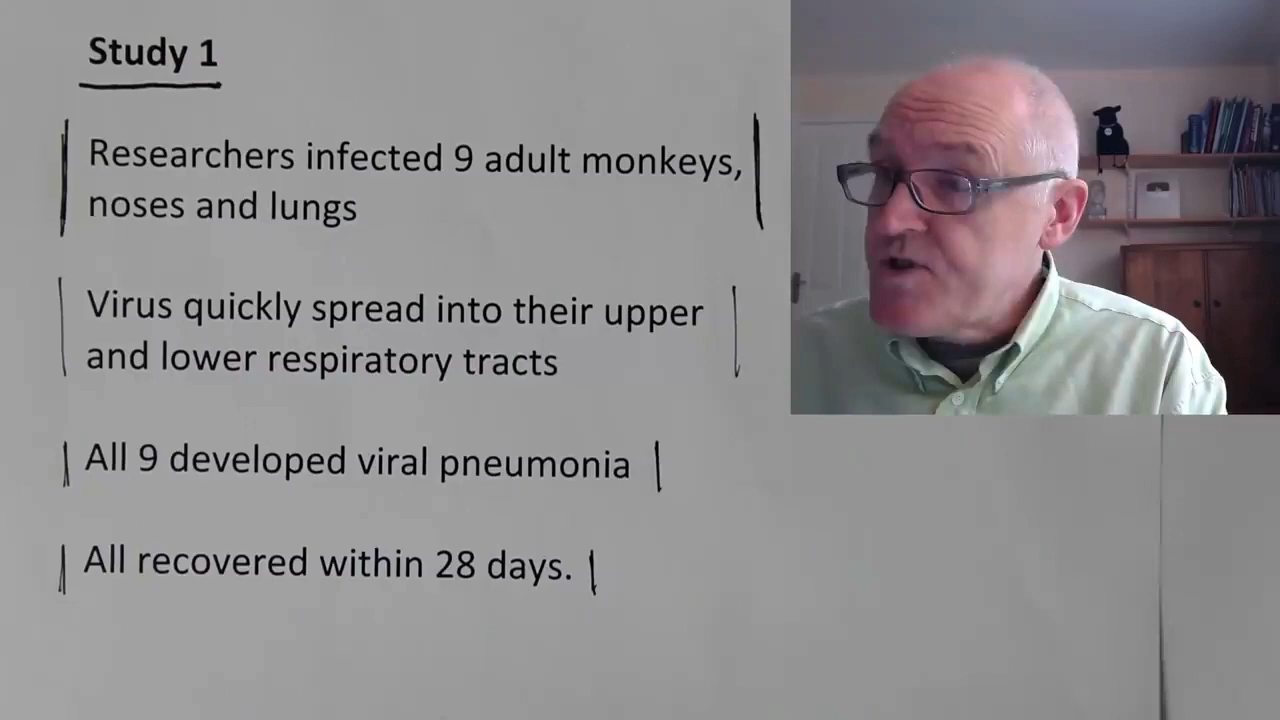 Study 1
Researchers infected 9 adult monkeys,
noses and lungs
Virus quickly spread into their upper
and lower respiratory tracts
All 9 developed viral pneumonia
All recovered within 28 days.